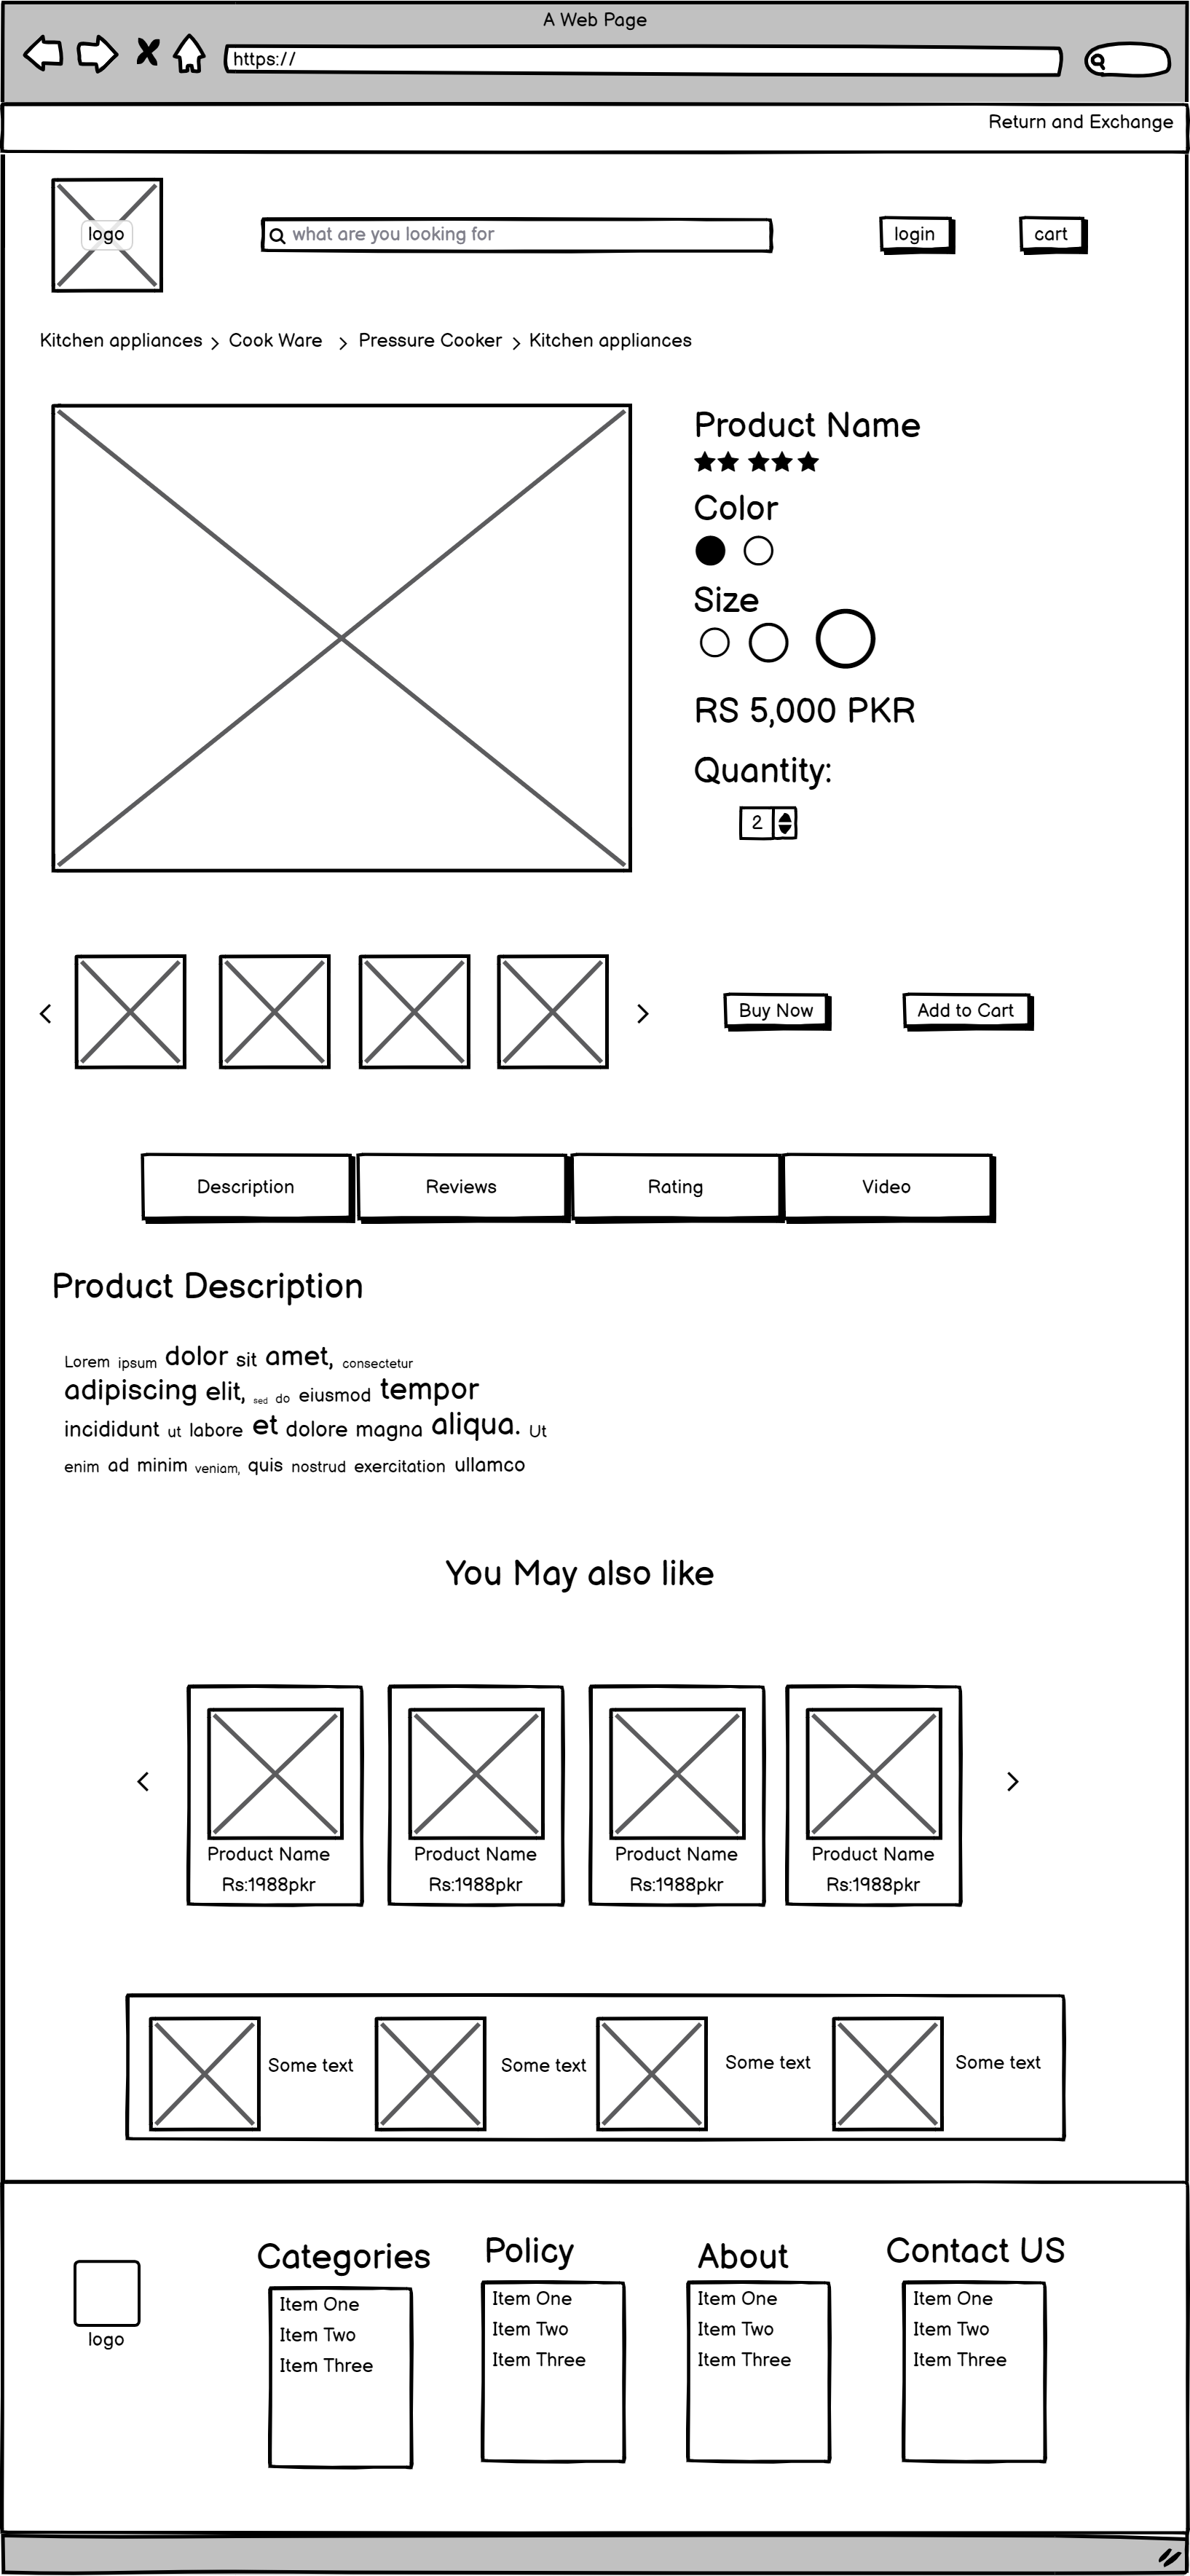 A Web Page
https://
Return and Exchange
logo
what are you looking for
login
cart
Kitchen appliances > Cook Ware > Pressure Cooker > Kitchen appliances
Product Name
Color
Size
RS 5,000 PKR
Quantity:
2
Buy Now
Add to Cart
Description
Reviews
Rating
Video
Product Description
Lorem ipsum dolor sit amet, consectetur
adipiscing elit, sed do eiusmod tempor
incididunt ut labore et dolore magna aliqua. Ut
enim ad minim veniam, quis nostrud exercitation ullamco
You May also like
Product Name
Rs:1988pkr
Product Name
Rs:1988pkr
Product Name
Rs:1988pkr
Product Name
Rs:1988pkr
Some text
Some text
Some text
Some text
logo
Categories
Item One
Item Two
Item Three
Policy
Item One
Item Two
Item Three
About
Item One
Item Two
Item Three
Contact US
Item One
Item Two
Item Three